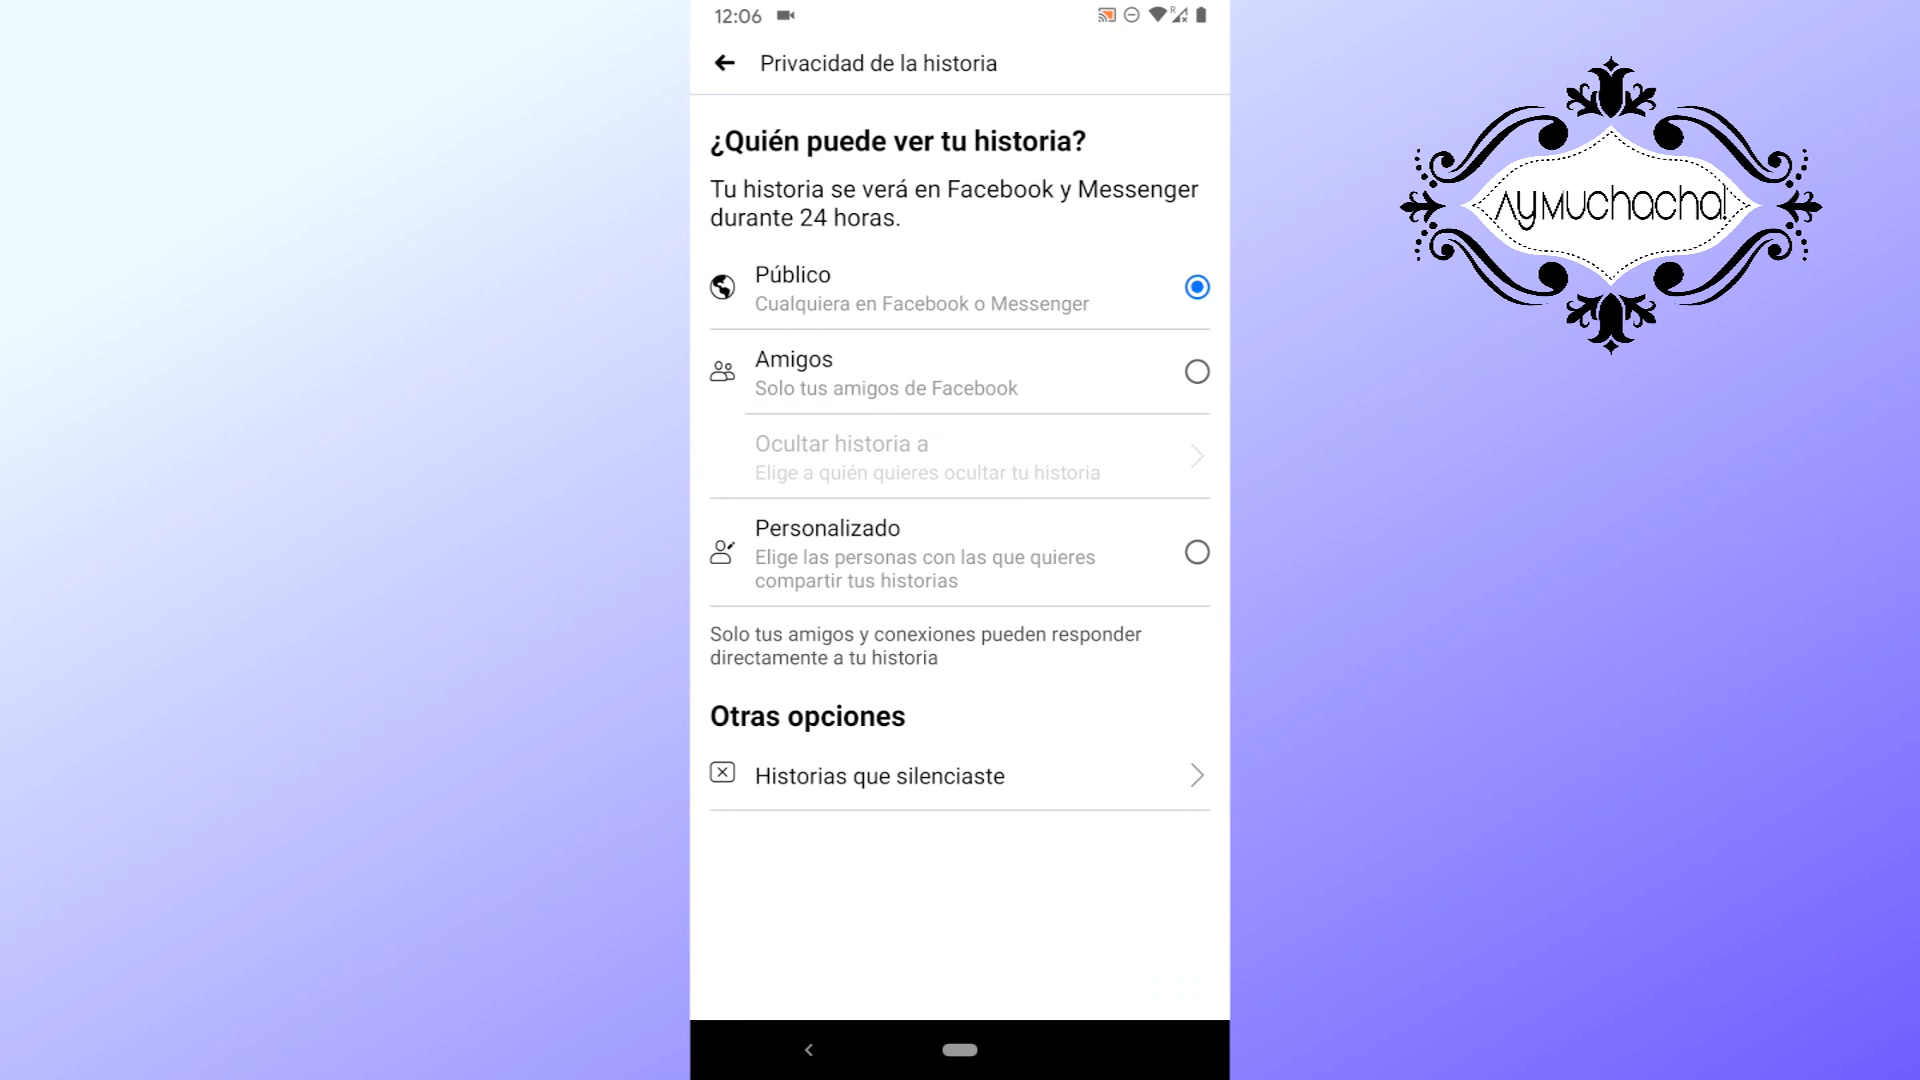 12:06
Privacidad de la historia
¿Quién puede ver tu historia?
Tu historia se verá en Facebook y Messenger
durante 24 horas.
Público
Cualquiera en Facebook o Messenger
Amigos
Solo tus amigos de Facebook
Ocultar historia a
Elige a quién quieres ocultar tu historia
Personalizado
Elige las personas con las que quieres
compartir tus historias
Solo tus amigos y conexiones pueden responder
directamente a tu historia
Otras opciones
Historias que silenciaste
AyMuchacha!